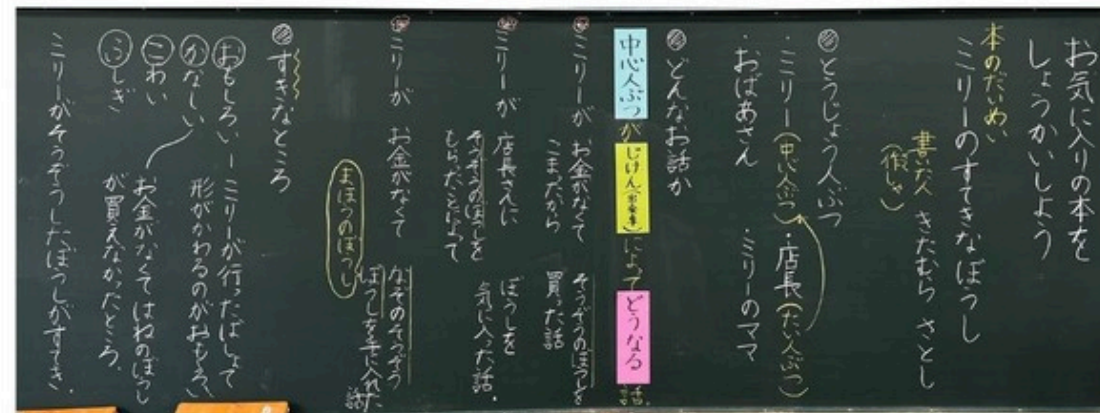 お気に入りの本を
しょうかいしよう
本のだいめい
ミリーのすてきなぼうし
書いた人 きたむら さとし
(作しゃ)
とうじょう人ぶつ
・ミリー(中心人ぶつ)・店長(たい人ぶつ)
・おばあさん ・ミリーのママ
どんなお話か
中心人ぶつがじけん(出来事)によってどうなる話。
ミリーが お金がなくて そうぞうのぼうしを
こまったから 買った話
ミリーが 店長さんに ぼうしを
そうぞうのぼうしを 気に入った話。
もらったことによって
ミリーが お金がなくて なぞのそうぞう
ぼうしを手に入れた話
まほうのぼうし
すきなところ
おもしろい ー ミリーが行ったばしょで
形がかわるのがおもしろい
かなしい
こわい お金がなくてはねのぼうし
ふしぎ が買えなかったところ。
ミリーがそうぞうしたぼうしがすてき。